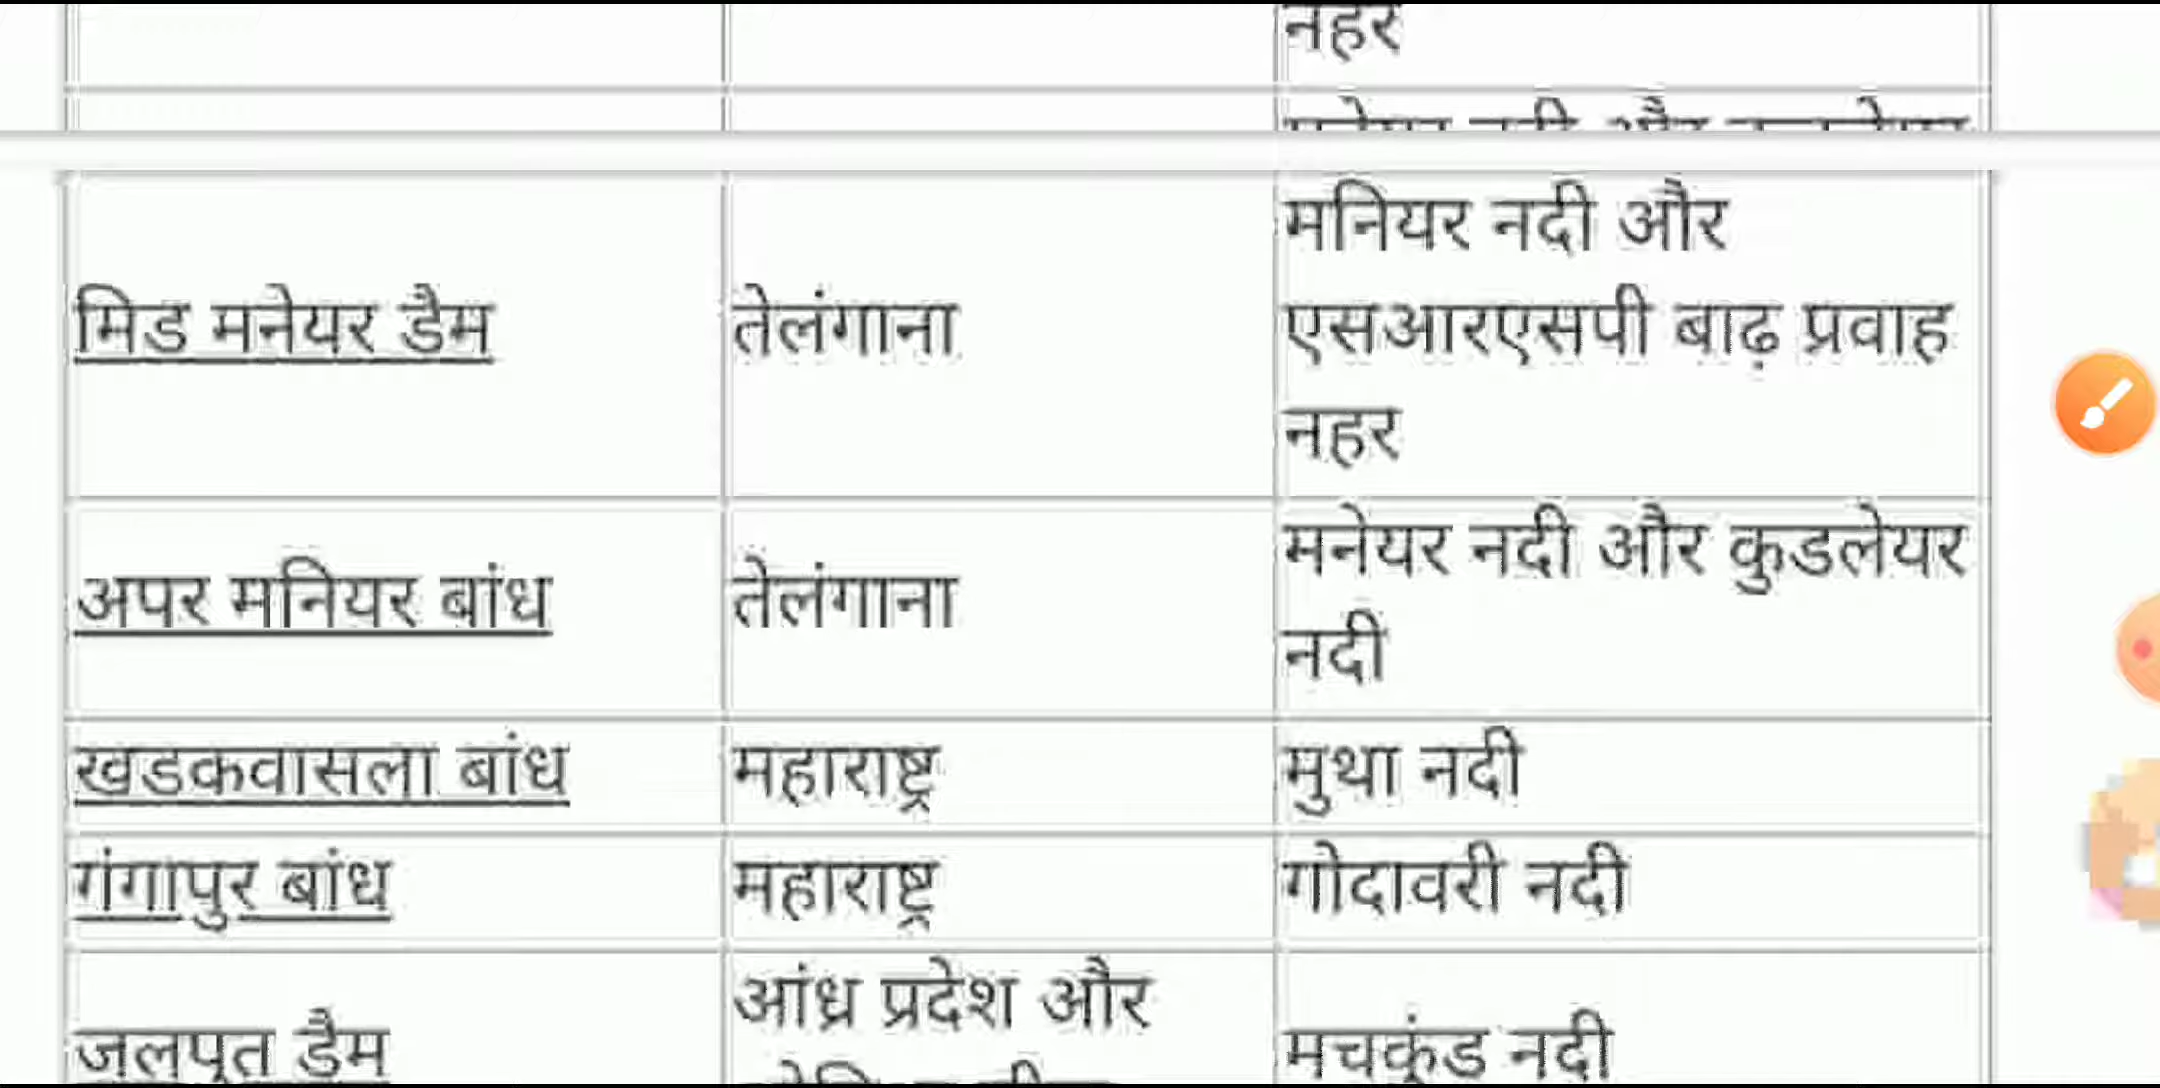 नहर
मनियर नदी और
मिड मनेयर डैम तेलंगाना एसआरएसपी बाढ़ प्रवाह
नहर
मनेयर नदी और कुडलेयर
अपर मनियर बांध तेलंगाना
नदी
खडकवासला बांध महाराष्ट्र मुथा नदी
गंगापुर बांध महाराष्ट्र गोदावरी नदी
आंध्र प्रदेश और
जलपुत डैम मचकुंड नदी